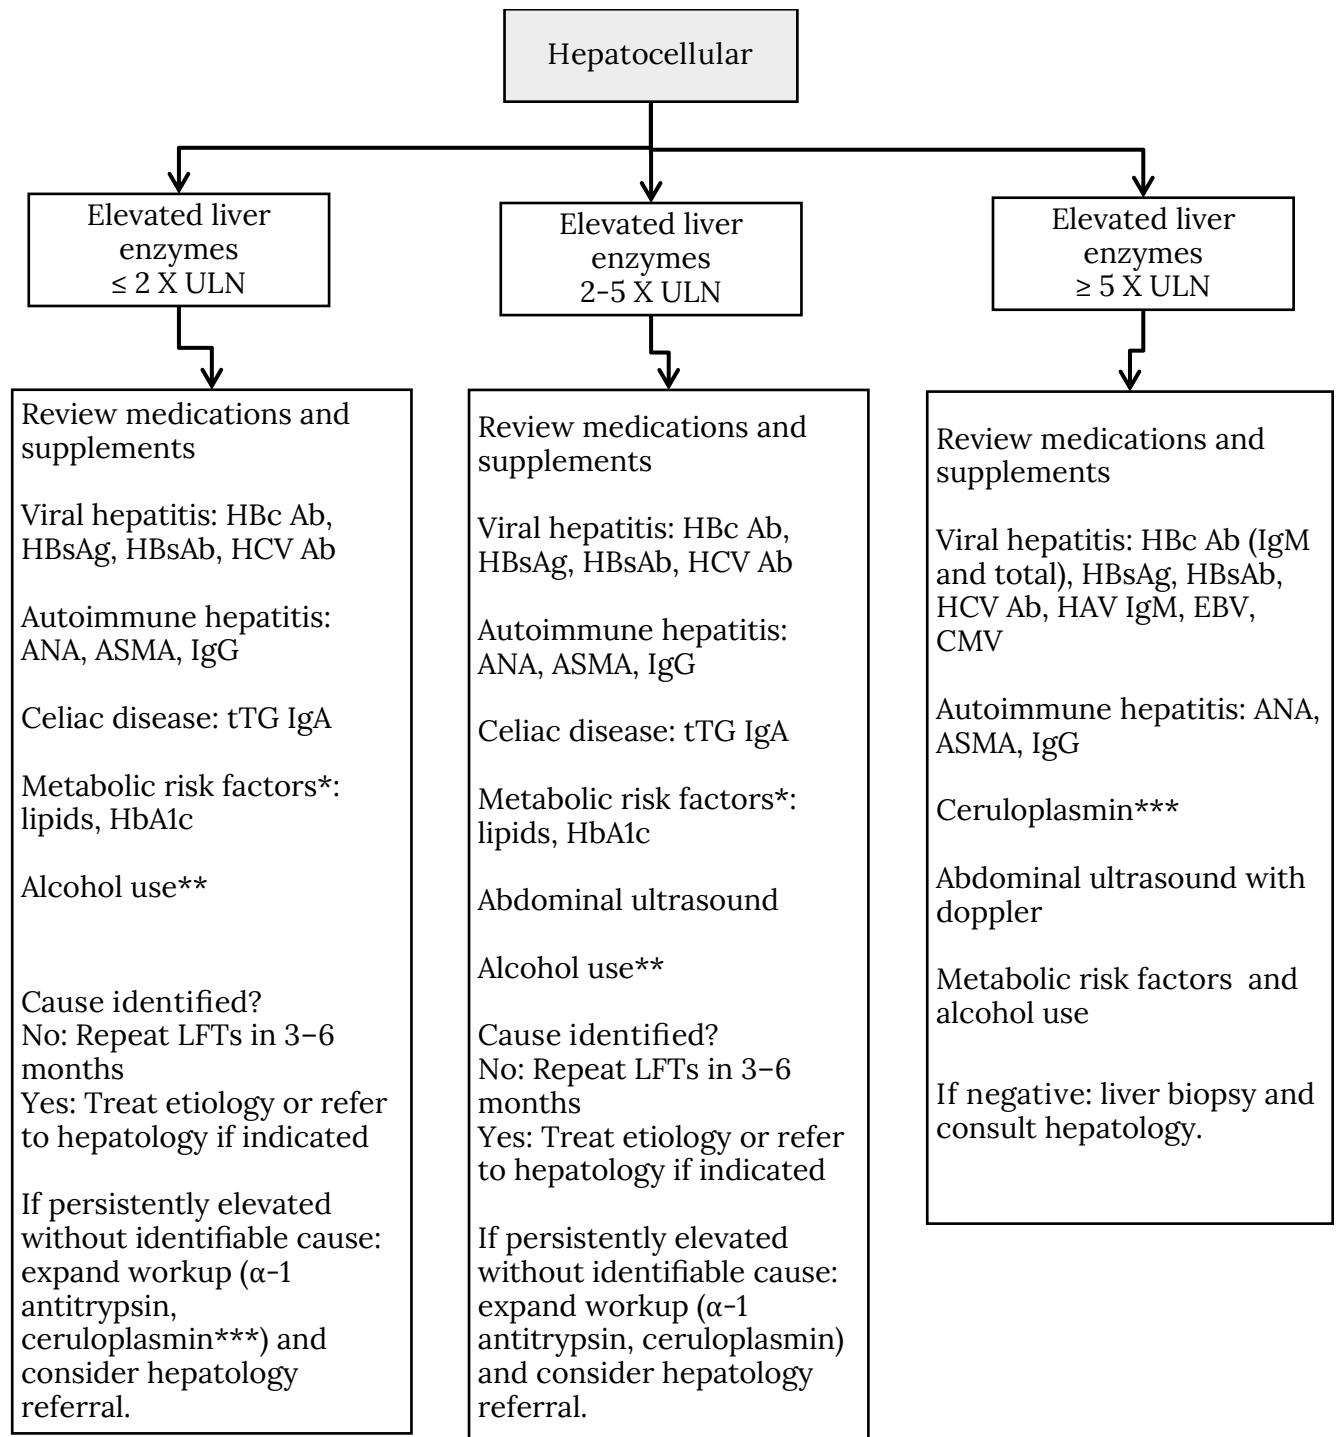 Hepatocellular
Elevated liver
enzymes
≤ 2 X ULN
Elevated liver
enzymes
2-5 X ULN
Elevated liver
enzymes
≥ 5 X ULN
Review medications and
supplements
Viral hepatitis: HBc Ab,
HBsAg, HBsAb, HCV Ab
Autoimmune hepatitis:
ANA, ASMA, IgG
Celiac disease: tTG IgA
Metabolic risk factors*:
lipids, HbA1c
Alcohol use**
Cause identified?
No: Repeat LFTs in 3–6
months
Yes: Treat etiology or refer
to hepatology if indicated
If persistently elevated
without identifiable cause:
expand workup (α-1
antitrypsin,
ceruloplasmin***) and
consider hepatology
referral.
Review medications and
supplements
Viral hepatitis: HBc Ab,
HBsAg, HBsAb, HCV Ab
Autoimmune hepatitis:
ANA, ASMA, IgG
Celiac disease: tTG IgA
Metabolic risk factors*:
lipids, HbA1c
Abdominal ultrasound
Alcohol use**
Cause identified?
No: Repeat LFTs in 3–6
months
Yes: Treat etiology or refer
to hepatology if indicated
If persistently elevated
without identifiable cause:
expand workup (α-1
antitrypsin, ceruloplasmin)
and consider hepatology
referral.
Review medications and
supplements
Viral hepatitis: HBc Ab (IgM
and total), HBsAg, HBsAb,
HCV Ab, HAV IgM, EBV,
CMV
Autoimmune hepatitis: ANA,
ASMA, IgG
Ceruloplasmin***
Abdominal ultrasound with
doppler
Metabolic risk factors and
alcohol use
If negative: liver biopsy and
consult hepatology.